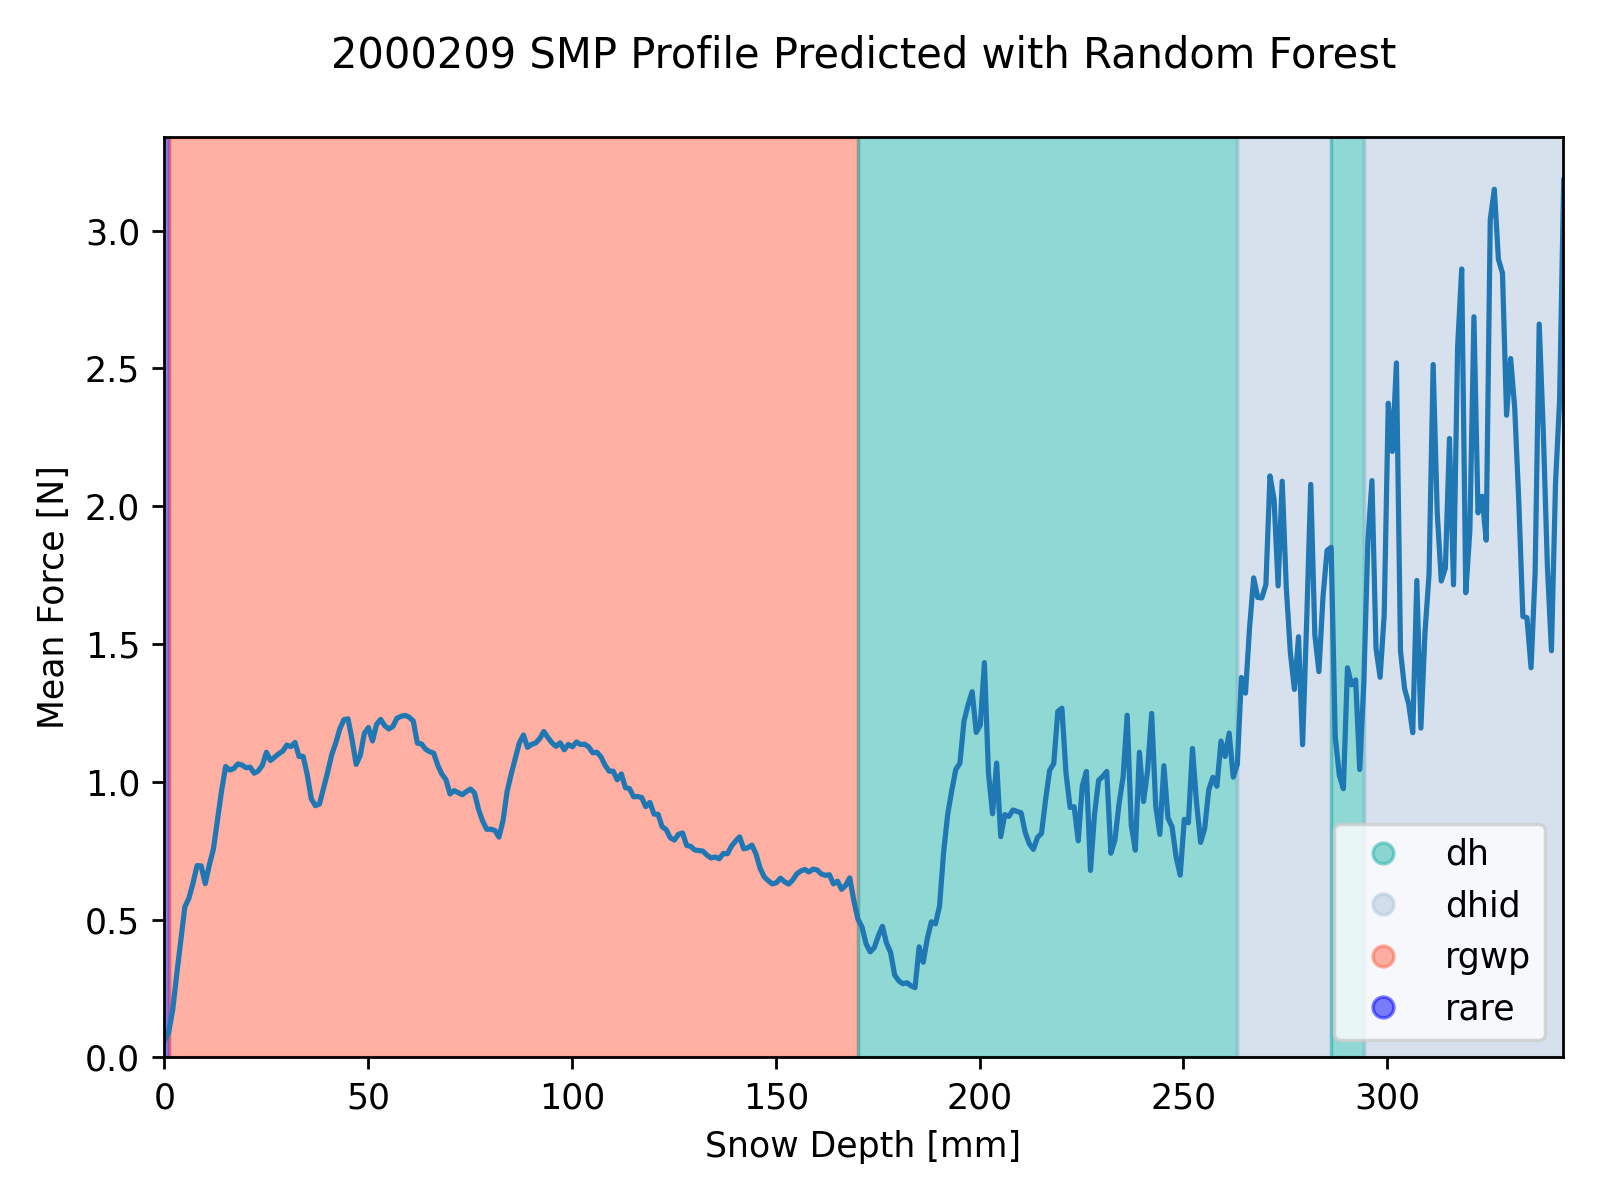 2000209 SMP Profile Predicted with Random Forest
3.0
2.5
2.0
1.5
1.0
0.5
0.0
Mean Force [N]
0 50 100 150 200 250 300
Snow Depth [mm]
dh
dhid
rgwp
rare